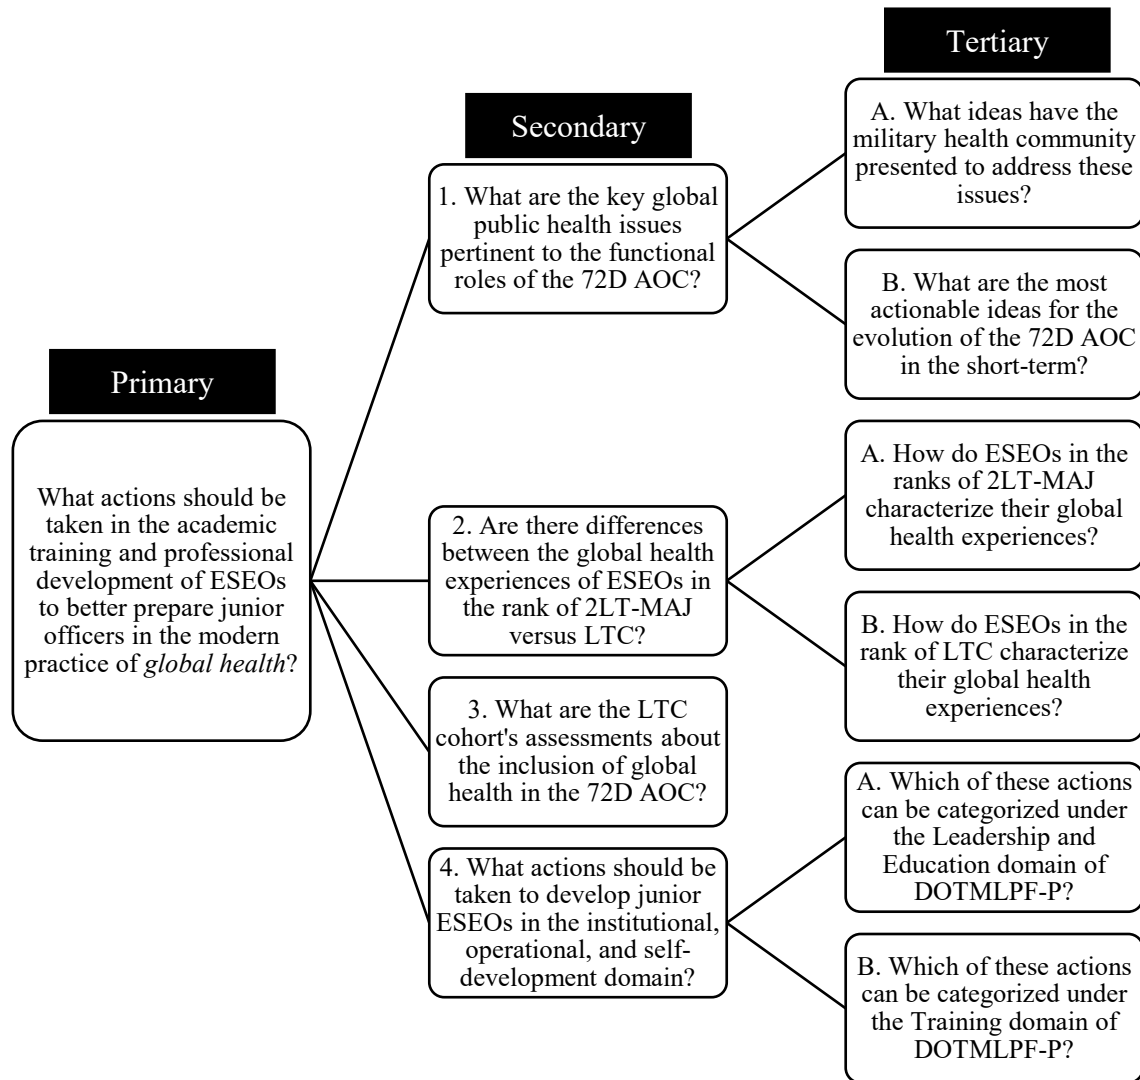 Primary
What actions should be
taken in the academic
training and professional
development of ESEOs
to better prepare junior
officers in the modern
practice of global health?
Secondary
1. What are the key global
public health issues
pertinent to the functional
roles of the 72D AOC?
2. Are there differences
between the global health
experiences of ESEOs in
the rank of 2LT-MAJ
versus LTC?
3. What are the LTC
cohort's assessments about
the inclusion of global
health in the 72D AOC?
4. What actions should be
taken to develop junior
ESEOs in the institutional,
operational, and self-
development domain?
Tertiary
A. What ideas have the
military health community
presented to address these
issues?
B. What are the most
actionable ideas for the
evolution of the 72D AOC
in the short-term?
A. How do ESEOs in the
ranks of 2LT-MAJ
characterize their global
health experiences?
B. How do ESEOs in the
rank of LTC characterize
their global health
experiences?
A. Which of these actions
can be categorized under
the Leadership and
Education domain of
DOTMLPF-P?
B. Which of these actions
can be categorized under
the Training domain of
DOTMLPF-P?